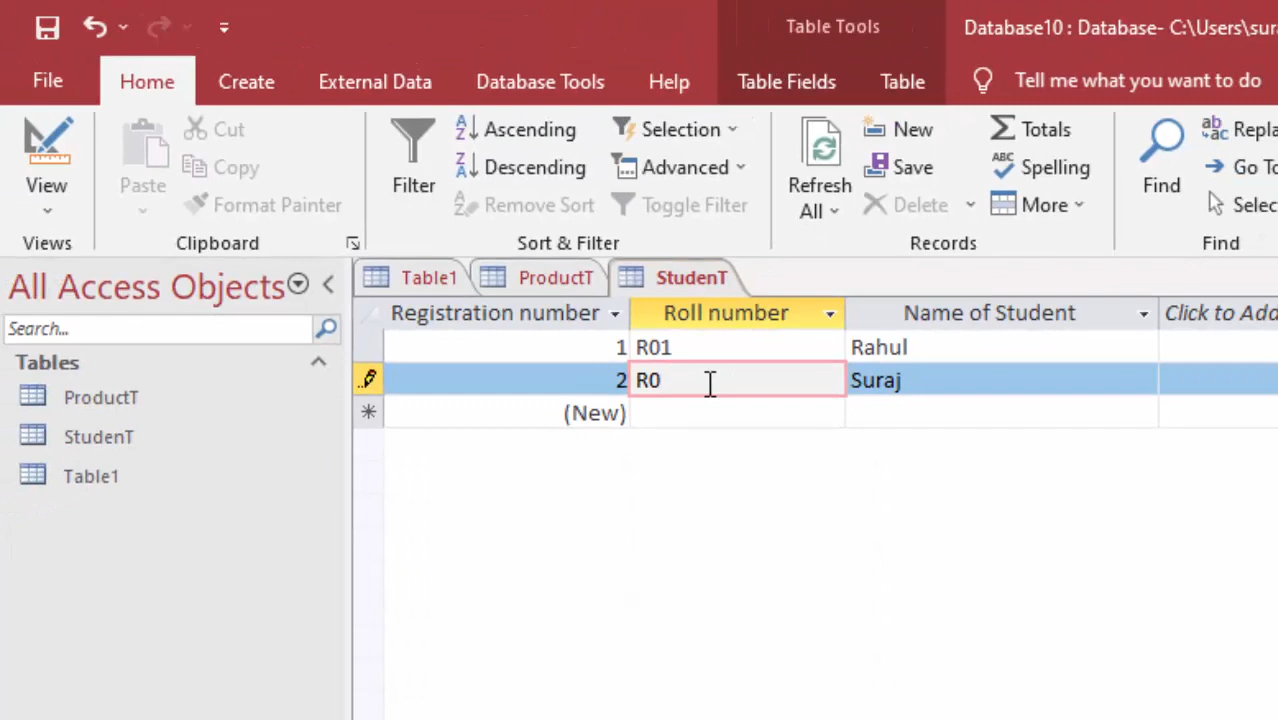 Table Tools
Database10 : Database- C:\Users\sura
File
Home
Create
External Data
Database Tools
Help
Table Fields
Table
Tell me what you want to do
View
Paste
Cut
Copy
Format Painter
Filter
Ascending
Descending
Remove Sort
Selection
Advanced
Toggle Filter
Refresh
All
New
Save
Delete
Totals
Spelling
More
Find
Repla
Go To
Selec
Views
Clipboard
Sort & Filter
Records
Find
All Access Objects
Search...
Tables
ProductT
StudenT
Table1
Table1
ProductT
StudenT
Registration number
Roll number
Name of Student
Click to Add
1 R01 Rahul
2 R0 Suraj
(New)